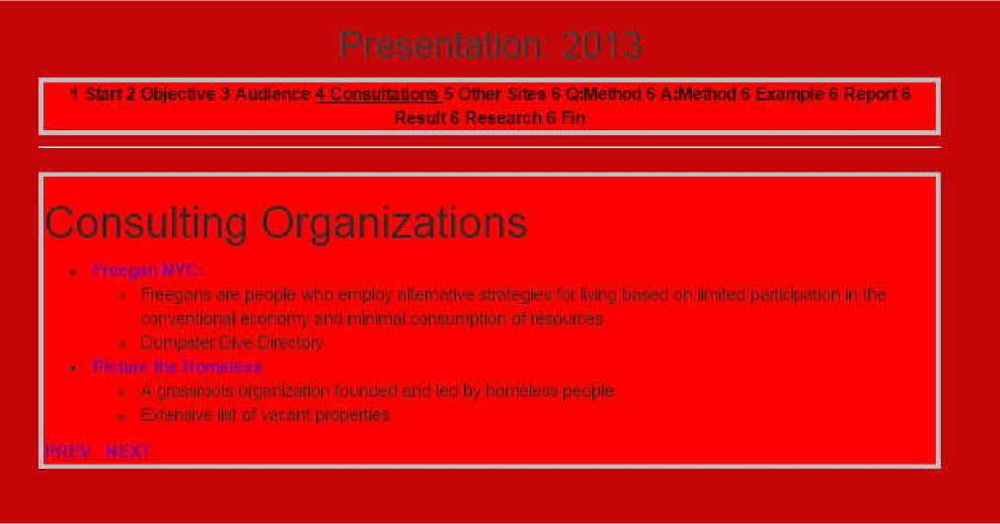 Presentation: 2013
1 Start 2 Objective 3 Audience 4 Consultations 5 Other Sites 6 Q:Method 6 A:Method 6 Example 6 Report 6
Result 6 Research 6 Fin
Consulting Organizations
Freegan NYC:
Freegans are people who employ alternative strategies for living based on limited participation in the
conventional economy and minimal consumption of resources
Dumpster Dive Directory
Picture the Homeless
A grassroots organization founded and led by homeless people
Extensive list of vacant properties
PREV NEXT